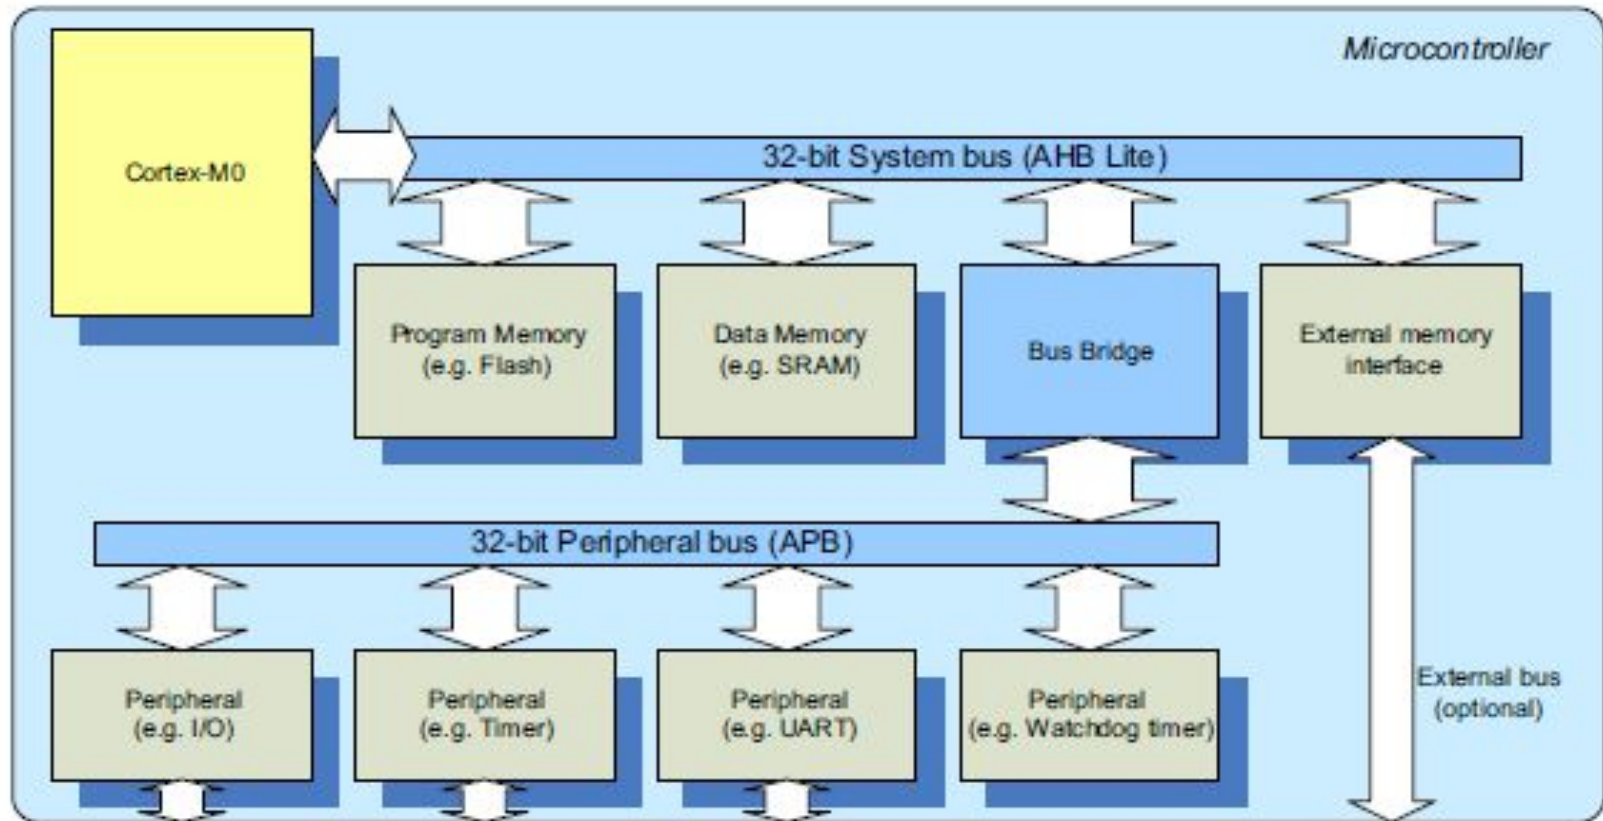 Microcontroller
Cortex-M0
32-bit System bus (AHB Lite)
Program Memory
(e.g. Flash)
Data Memory
(e.g. SRAM)
Bus Bridge
External memory
interface
32-bit Peripheral bus (APB)
Peripheral
(e.g. I/O)
Peripheral
(e.g. Timer)
Peripheral
(e.g. UART)
Peripheral
(e.g. Watchdog timer)
External bus
(optional)